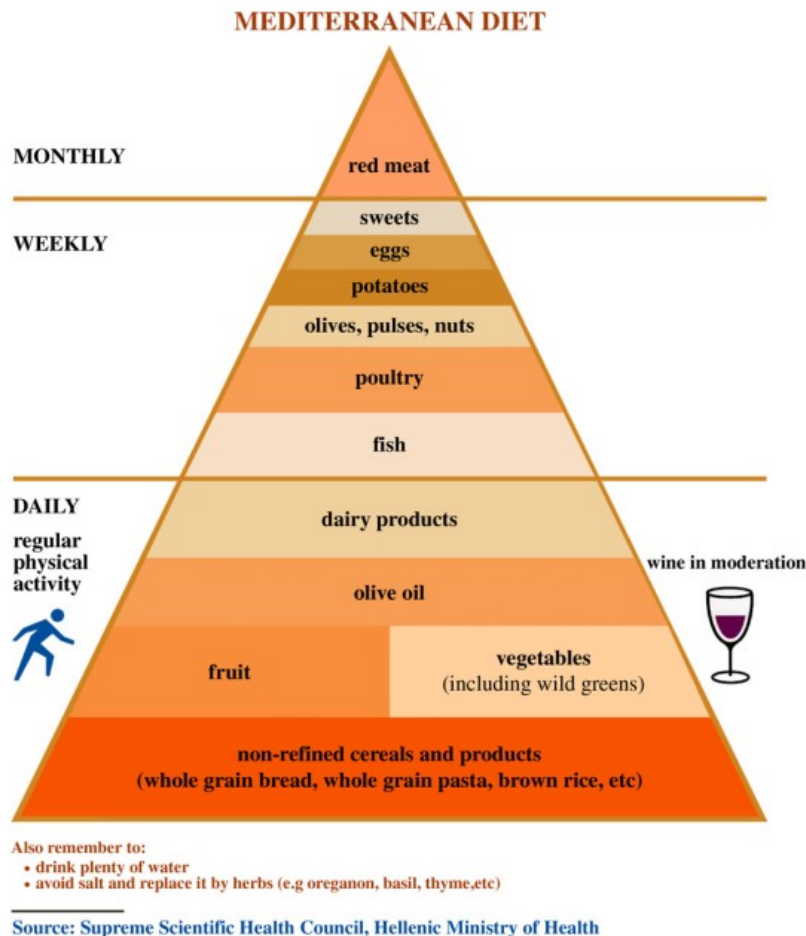 MEDITERRANEAN DIET
MONTHLY
red meat
WEEKLY
sweets
eggs
potatoes
olives, pulses, nuts
poultry
fish
DAILY
regular
physical
activity
dairy products
wine in moderation
olive oil
fruit
vegetables
(including wild greens)
non-refined cereals and products
(whole grain bread, whole grain pasta, brown rice, etc)
Also remember to:
• drink plenty of water
• avoid salt and replace it by herbs (e.g oreganon, basil, thyme,etc)
Source: Supreme Scientific Health Council, Hellenic Ministry of Health